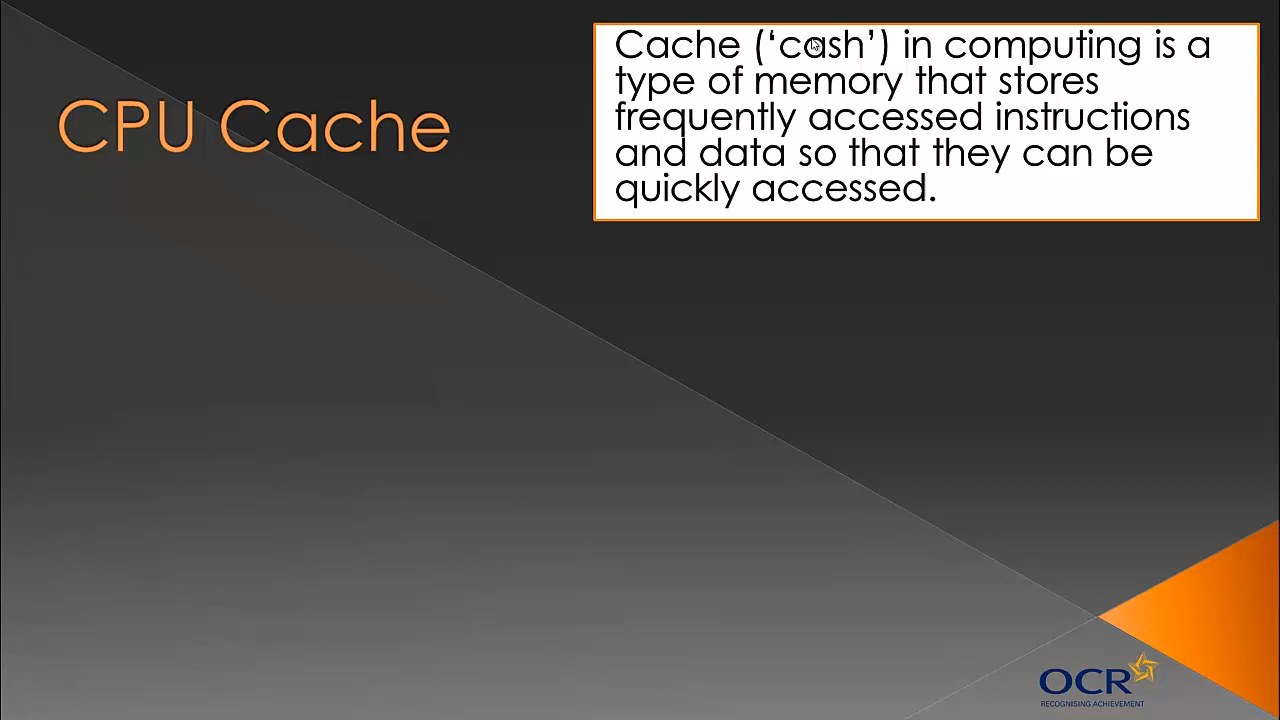 CPU Cache
Cache (‘cash’) in computing is a
type of memory that stores
frequently accessed instructions
and data so that they can be
quickly accessed.
OCR
RECOGNISING ACHIEVEMENT